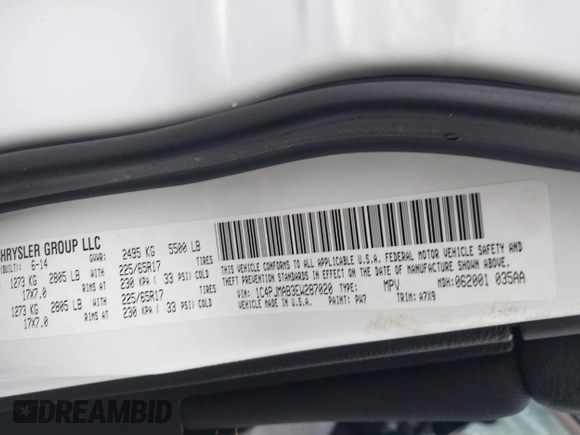 CHRYSLER GROUP LLC
(BUILT): 6-14 GVWR: 2495 KG 5500 LB
1273 KG 2805 LB WITH 225/65R17 TIRES
17X7.0 RIMS AT 230 KPA ( 33 PSI) COLD
1273 KG 2805 LB WITH 225/65R17 TIRES
17X7.0 RIMS AT 230 KPA ( 33 PSI) COLD
THIS VEHICLE CONFORMS TO ALL APPLICABLE U.S.A. FEDERAL MOTOR VEHICLE SAFETY AND
THEFT PREVENTION STANDARDS IN EFFECT ON THE DATE OF MANUFACTURE SHOWN ABOVE.
VIN: 1C4PJMAB3EW287020 TYPE: MPV MDH: 062001 035AA
MADE IN U.S.A. PAINT: PW7 TRIM: A7X9
DREAMBID